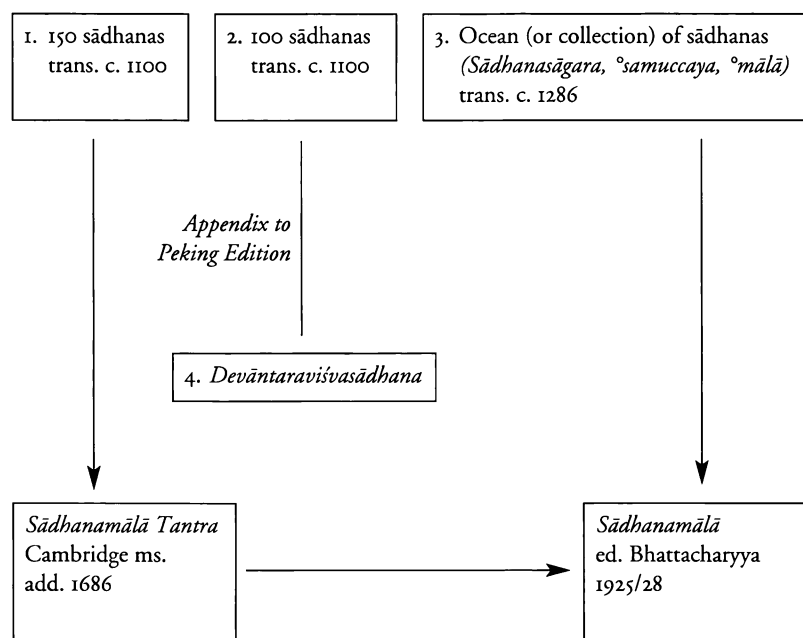 1. 150 sādhanas
trans. c. 1100
2. 100 sādhanas
trans. c. 1100
3. Ocean (or collection) of sādhanas
(Sādhanasāgara, °samuccaya, °mālā)
trans. c. 1286
Appendix to
Peking Edition
4. Devāntaraviśvasādhana
Sādhanamālā Tantra
Cambridge ms.
add. 1686
Sādhanamālā
ed. Bhattacharyya
1925/28